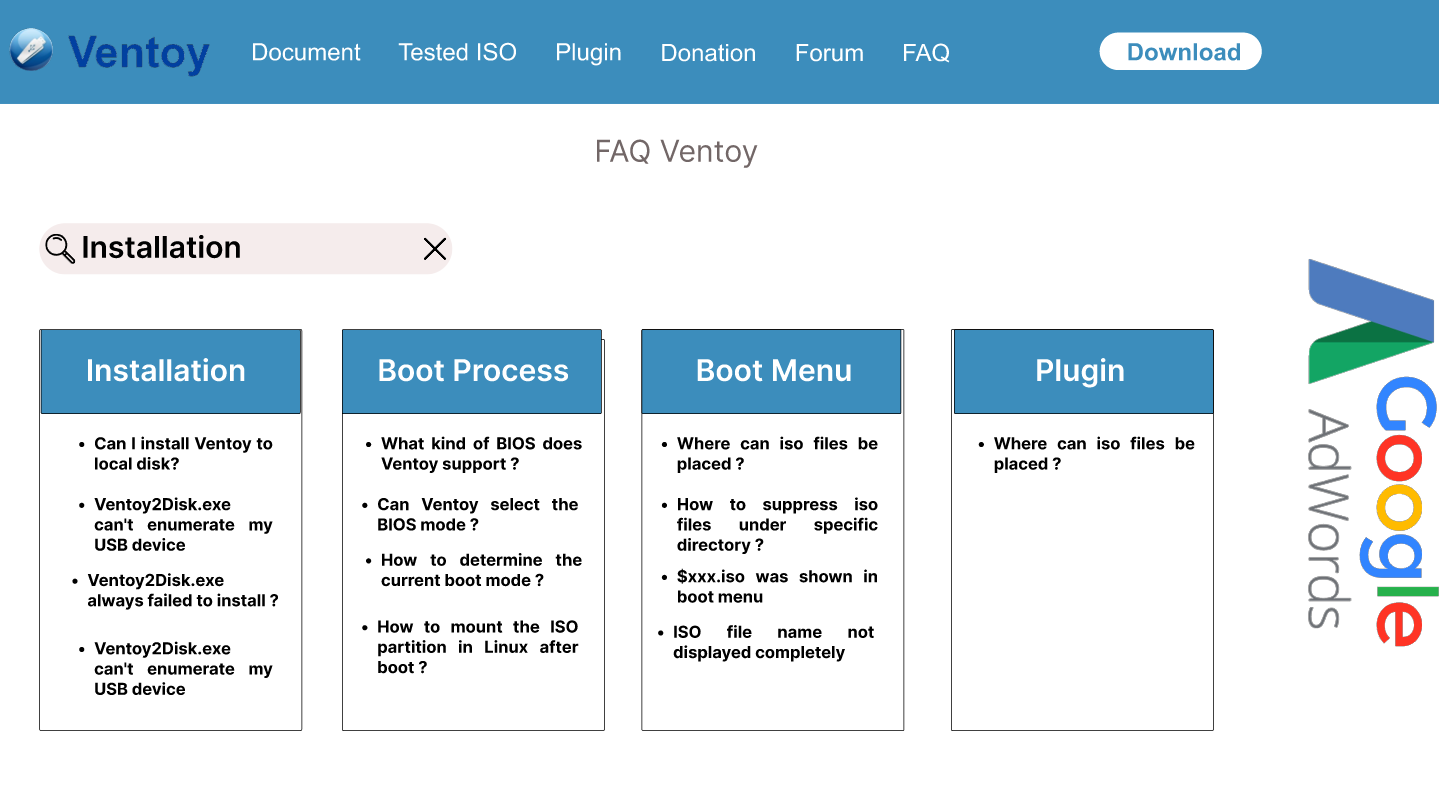 Ventoy
Document
Tested ISO
Plugin
Donation
Forum
FAQ
Download
FAQ Ventoy
Installation
Installation
• Can I install Ventoy to
local disk?
• Ventoy2Disk.exe
can't enumerate my
USB device
• Ventoy2Disk.exe
always failed to install ?
• Ventoy2Disk.exe
can't enumerate my
USB device
Boot Process
• What kind of BIOS does
Ventoy support ?
• Can Ventoy select the
BIOS mode ?
• How to determine the
current boot mode ?
• How to mount the ISO
partition in Linux after
boot ?
Boot Menu
• Where can iso files be
placed ?
• How to suppress iso
files under specific
directory ?
• $xxx.iso was shown in
boot menu
• ISO file name not
displayed completely
Plugin
• Where can iso files be
placed ?
Google
AdWords